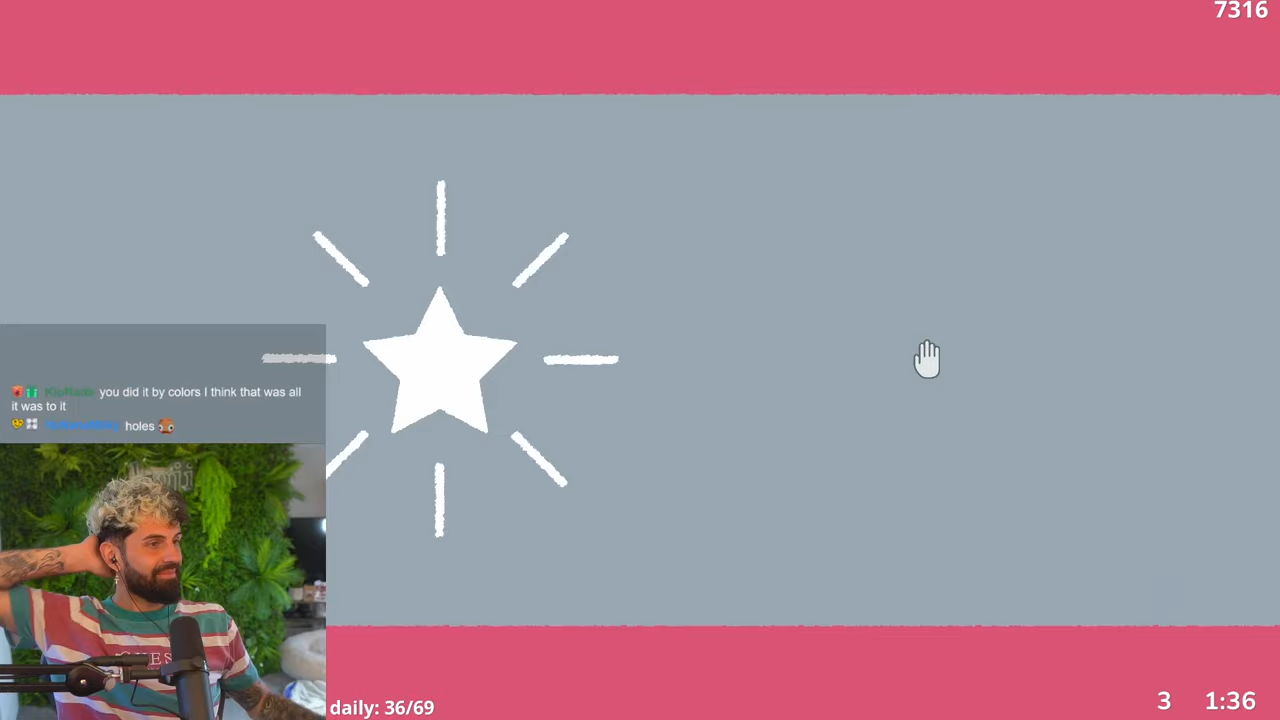 7316
you did it by colors I think that was all
it was to it
holes
daily: 36/69
3 1:36